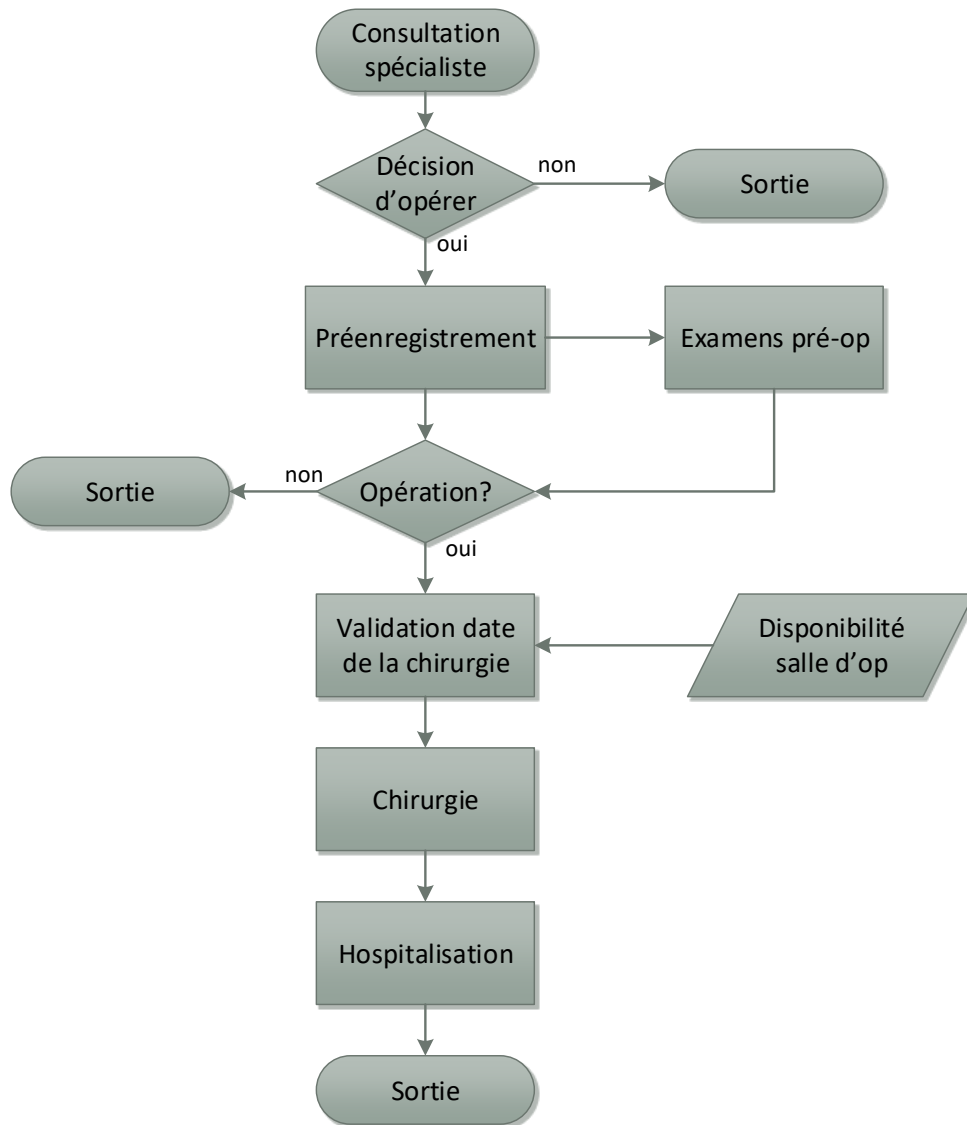 Consultation
spécialiste
Décision
d’opérer
non
Sortie
oui
Préenregistrement
Examens pré-op
Sortie
non
Opération?
oui
Validation date
de la chirurgie
Disponibilité
salle d’op
Chirurgie
Hospitalisation
Sortie